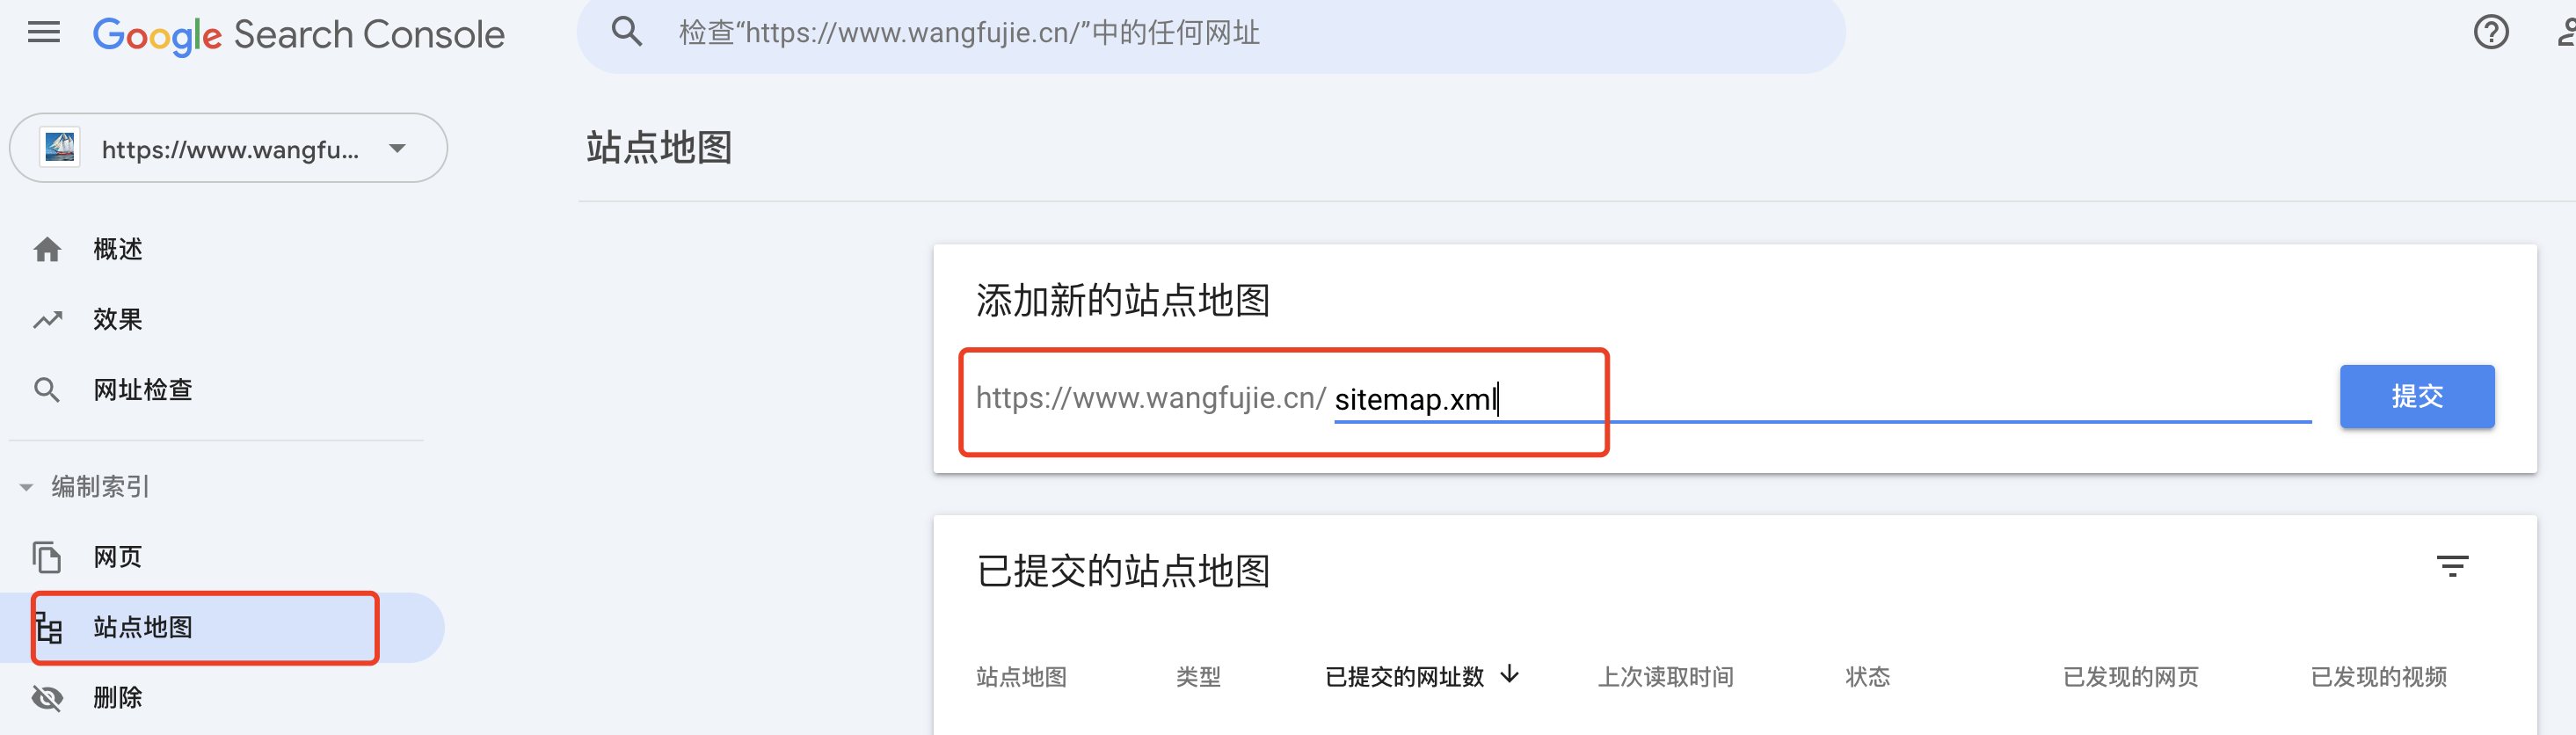 Google Search Console
检查“https://www.wangfujie.cn/”中的任何网址
https://www.wangfu...
概述
效果
网址检查
编制索引
网页
站点地图
删除
站点地图
添加新的站点地图
https://www.wangfujie.cn/ sitemap.xml
提交
已提交的站点地图
站点地图 类型 已提交的网址数 上次读取时间 状态 已发现的网页 已发现的视频